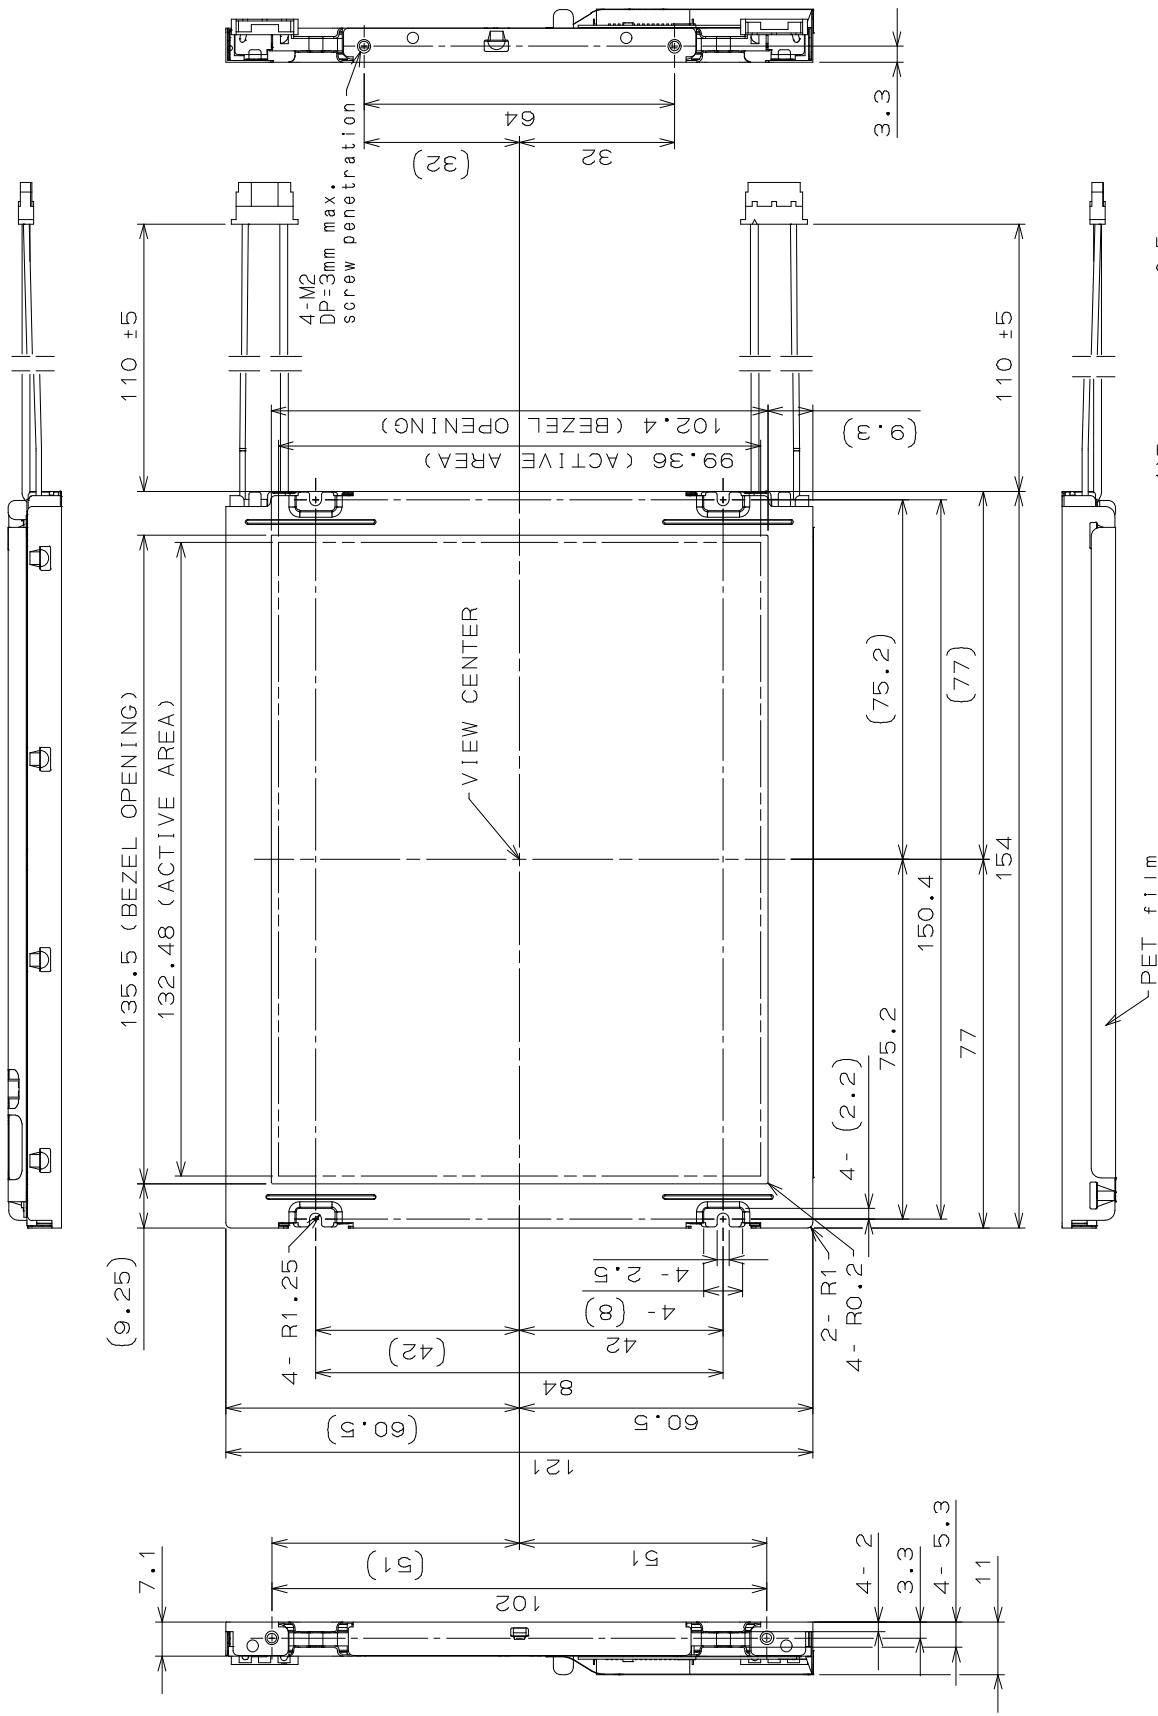 3.3
64
(32)
32
4-M2
DP=3mm max.
screw penetration
110 ±5
110 ±5
102.4 (BEZEL OPENING)
(9.3)
99.36 (ACTIVE AREA)
VIEW CENTER
135.5 (BEZEL OPENING)
132.48 (ACTIVE AREA)
(75.2)
(77)
154
150.4
75.2
77
4- (2.2)
PET film
(9.25)
4- R1.25
4- 2.5
4- (8)
2- R1
4- R0.2
(42)
42
84
(60.5)
60.5
121
7.1
(51)
51
102
4- 2
3.3
4- 5.3
11